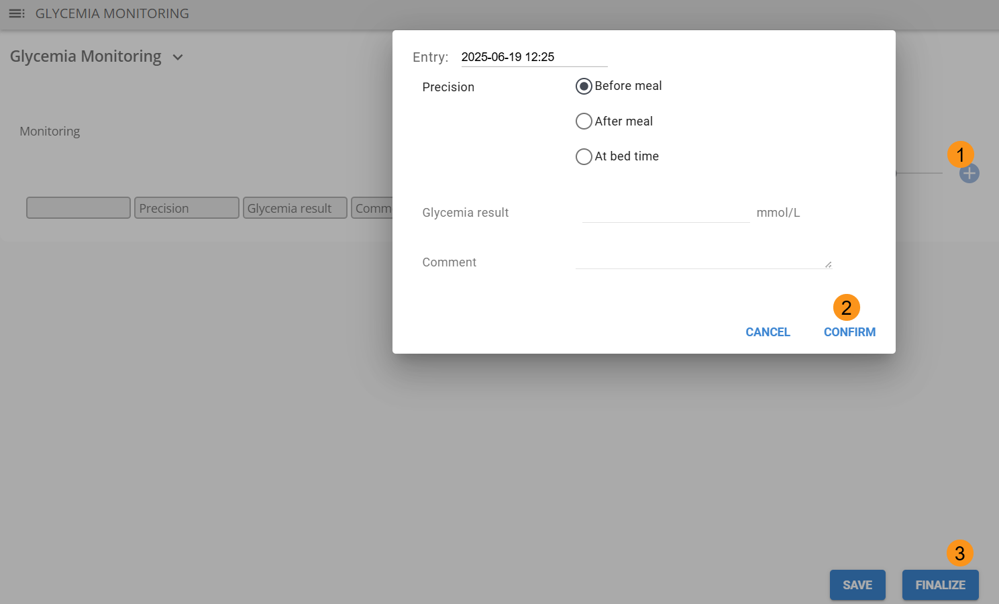 GLYCEMIA MONITORING
Glycemia Monitoring
Entry: 2025-06-19 12:25
Precision
Before meal
After meal
At bed time
Monitoring
1
Precision
Glycemia result
Comm
Glycemia result mmol/L
Comment
2
CANCEL CONFIRM
3
SAVE FINALIZE